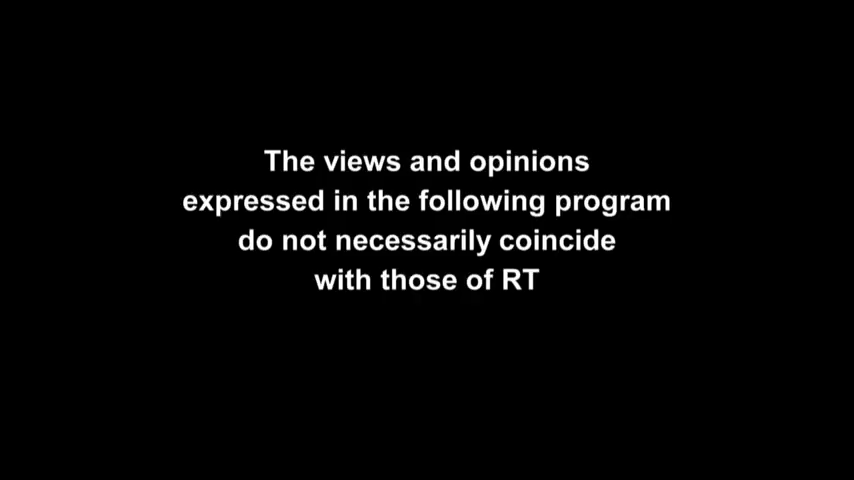 The views and opinions
expressed in the following program
do not necessarily coincide
with those of RT